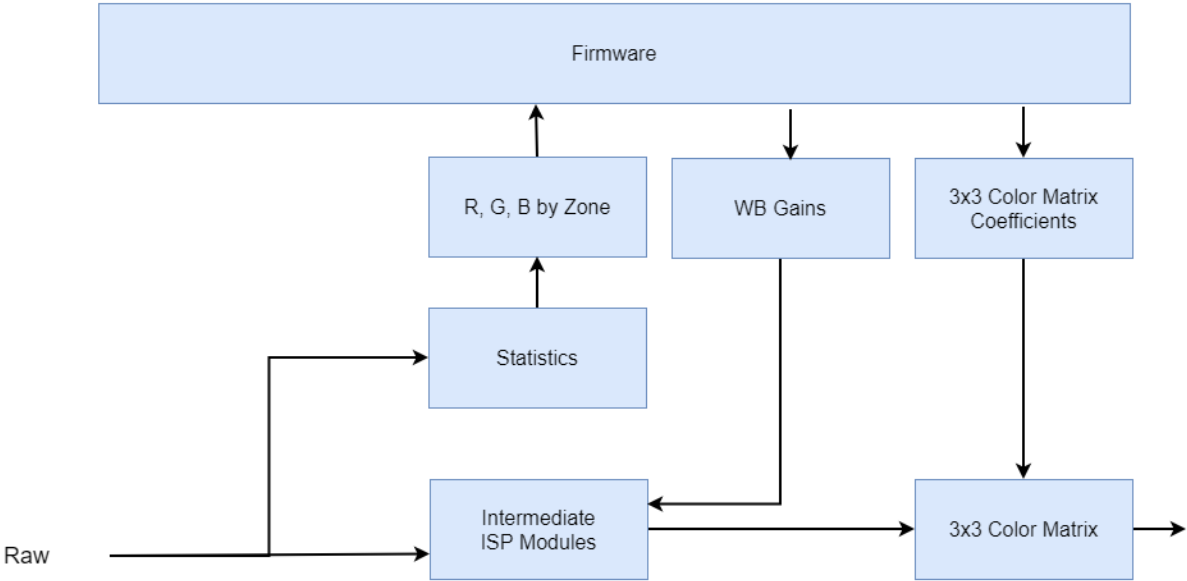 Firmware
R, G, B by Zone
WB Gains
3x3 Color Matrix
Coefficients
Statistics
Intermediate
ISP Modules
3x3 Color Matrix
Raw